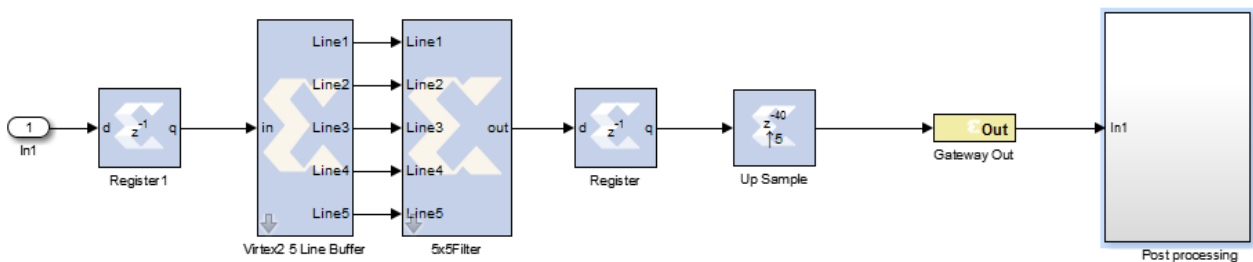 1
In1
d
z-1
q
Register1
in
Line1
Line2
Line3
Line4
Line5
Virtex2 5 Line Buffer
Line1
Line2
Line3
Line4
Line5
out
5x5Filter
d
z-1
q
Register
z-40
↑5
Up Sample
Out
Gateway Out
In1
Post processing